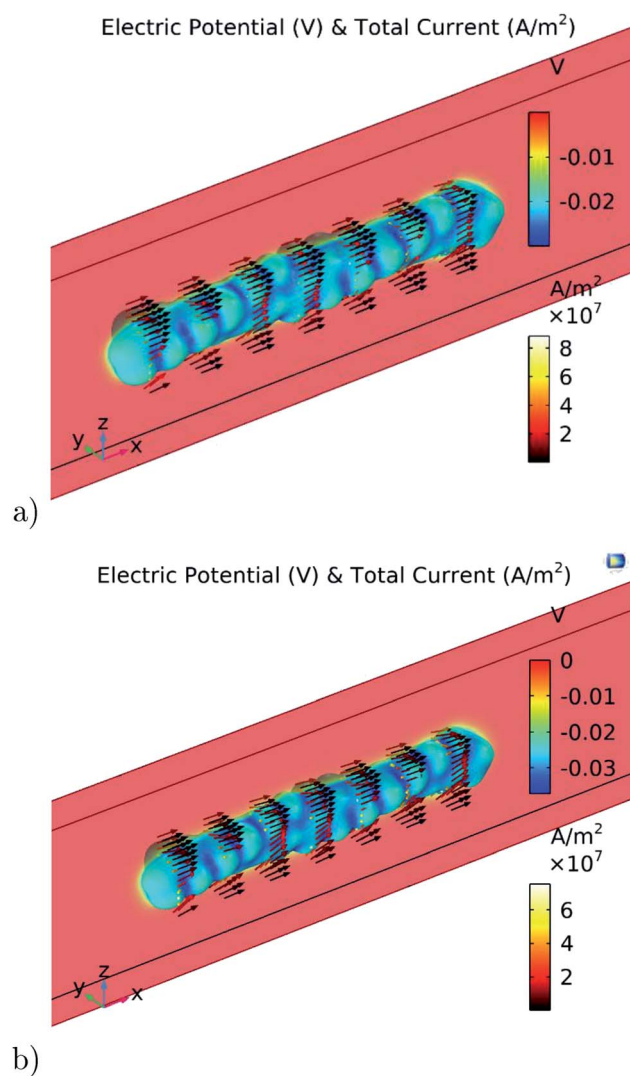 Electric Potential (V) & Total Current (A/m²)
V
-0.01
-0.02
A/m²
×10⁷
8
6
4
2
y z x
a)
Electric Potential (V) & Total Current (A/m²)
V
0
-0.01
-0.02
-0.03
A/m²
×10⁷
6
4
2
y z x
b)